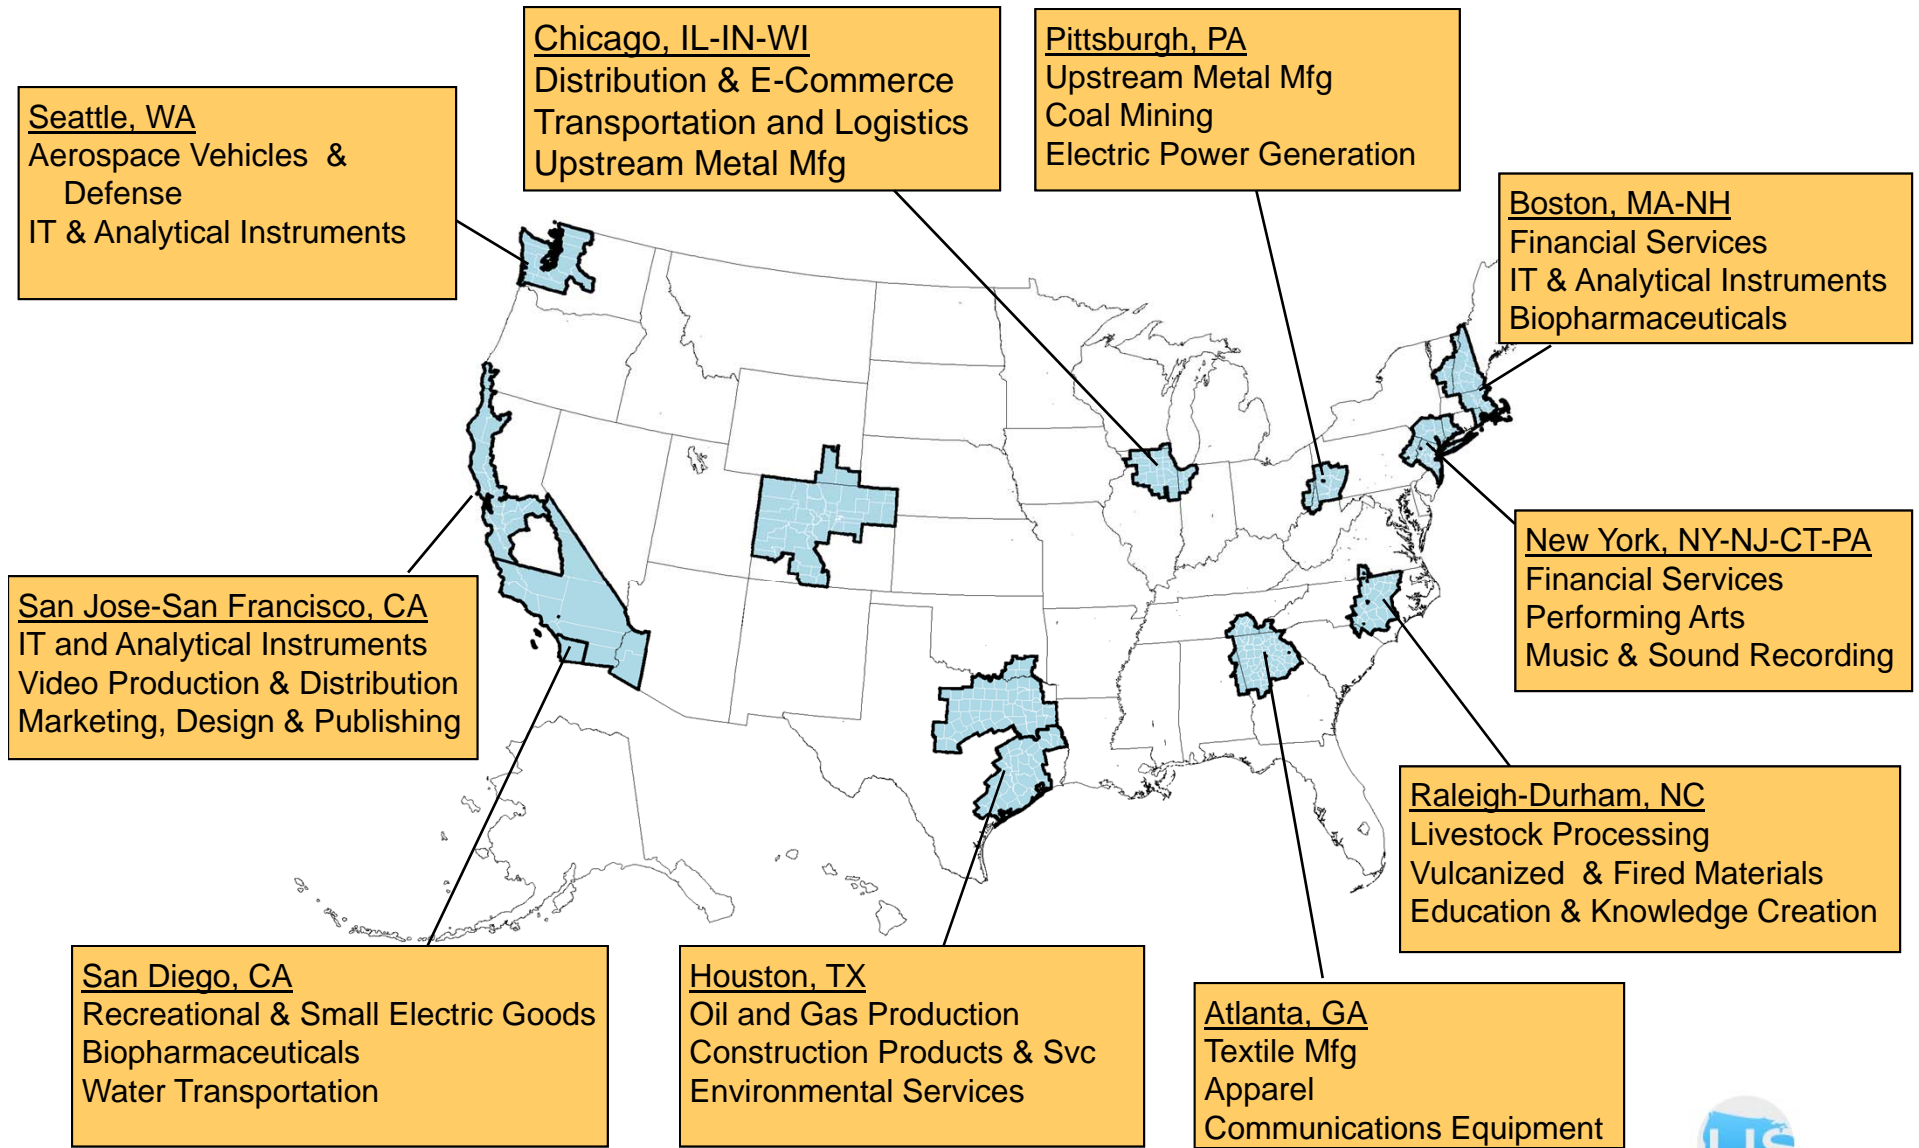 Chicago, IL-IN-WI
Distribution & E-Commerce
Transportation and Logistics
Upstream Metal Mfg
Pittsburgh, PA
Upstream Metal Mfg
Coal Mining
Electric Power Generation
Seattle, WA
Aerospace Vehicles & 
Defense
IT & Analytical Instruments
Boston, MA-NH
Financial Services
IT & Analytical Instruments
Biopharmaceuticals
New York, NY-NJ-CT-PA
Financial Services
Performing Arts
Music & Sound Recording
San Jose-San Francisco, CA
IT and Analytical Instruments
Video Production & Distribution
Marketing, Design & Publishing
Raleigh-Durham, NC
Livestock Processing
Vulcanized & Fired Materials
Education & Knowledge Creation
San Diego, CA
Recreational & Small Electric Goods
Biopharmaceuticals
Water Transportation
Houston, TX
Oil and Gas Production
Construction Products & Svc
Environmental Services
Atlanta, GA
Textile Mfg
Apparel
Communications Equipment